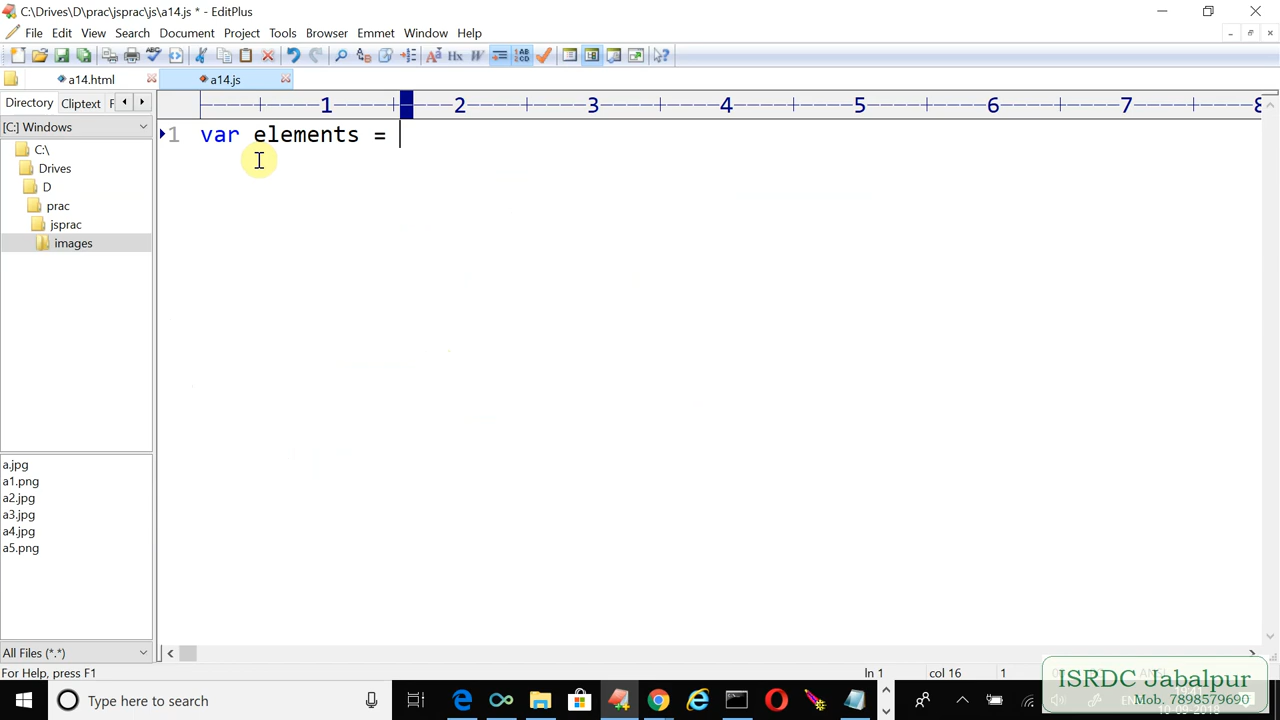 C:\Drives\D\prac\jsprac\js\a14.js * - EditPlus
File Edit View Search Document Project Tools Browser Emmet Window Help
a14.html
a14.js
Directory Cliptext F
1 2 3 4 5 6 7 8
[C:] Windows
1 var elements =
C:\
Drives
D
prac
jsprac
images
a.jpg
a1.png
a2.jpg
a3.jpg
a4.jpg
a5.png
All Files (*.*)
For Help, press F1
ln 1 col 16 1
ISRDC Jabalpur
Mob. 7898579690
Type here to search